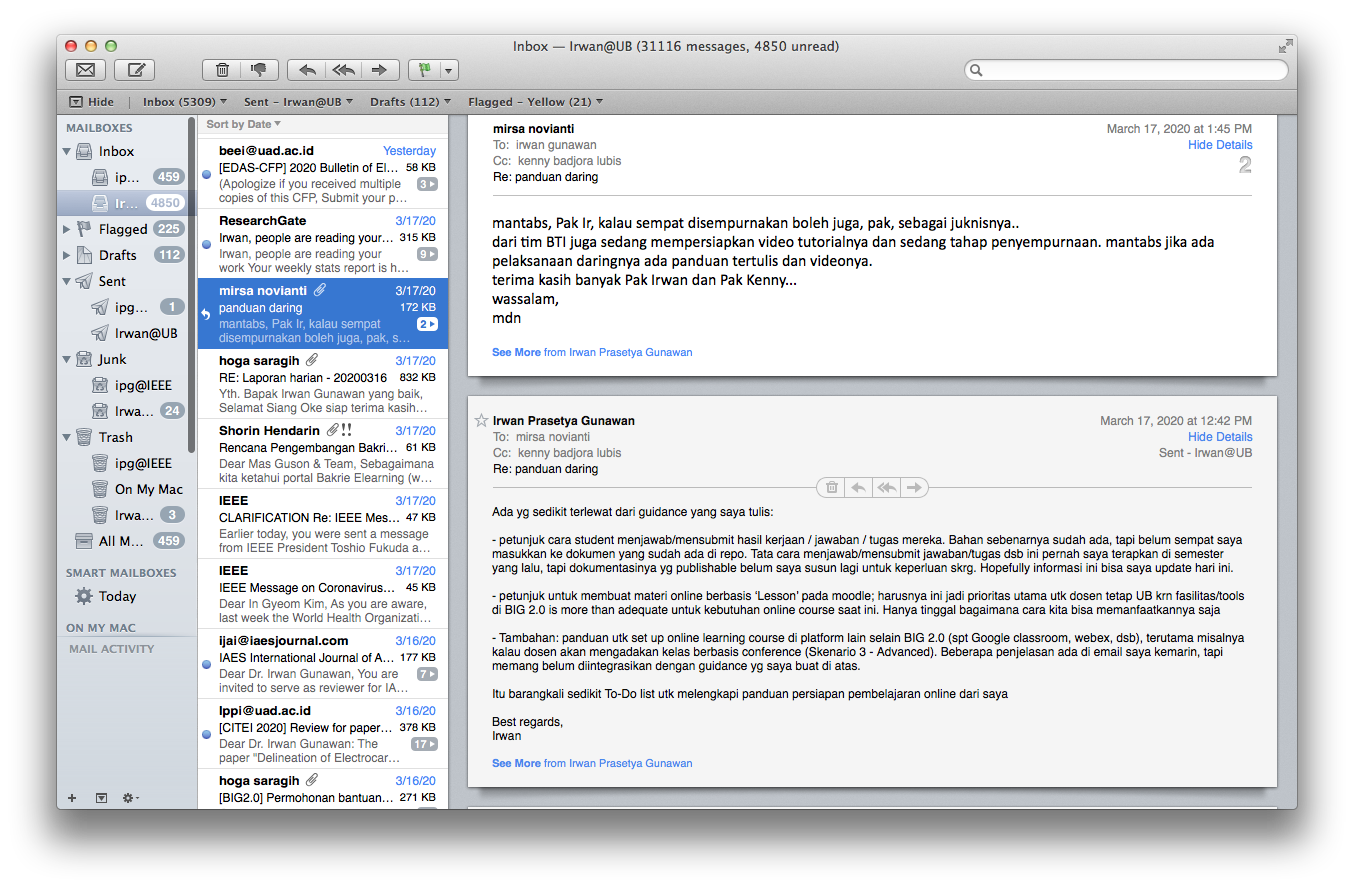 Inbox — Irwan@UB (31116 messages, 4850 unread)
Hide
Inbox (5309)
Sent - Irwan@UB
Drafts (112)
Flagged - Yellow (21)
MAILBOXES
Inbox
ip... 459
Ir... 4850
Flagged 225
Drafts 112
Sent
ipg... 1
Irwan@UB
Junk
ipg@IEEE
Irwa... 24
Trash
ipg@IEEE
On My Mac
Irwa... 3
All M... 459
SMART MAILBOXES
Today
ON MY MAC
MAIL ACTIVITY
Sort by Date
beei@uad.ac.id Yesterday
[EDAS-CFP] 2020 Bulletin of El... 58 KB
(Apologize if you received multiple 3
copies of this CFP, Submit your p...
ResearchGate 3/17/20
Irwan, people are reading your... 315 KB
Irwan, people are reading your 9
work Your weekly stats report is h...
mirsa novianti 3/17/20
panduan daring 172 KB
mantabs, Pak Ir, kalau sempat 2
disempurnakan boleh juga, pak, s...
hoga saragih 3/17/20
RE: Laporan harian - 20200316 832 KB
Yth. Bapak Irwan Gunawan yang baik,
Selamat Siang Oke siap terima kasih...
Shorin Hendarin !! 3/17/20
Rencana Pengembangan Bakri... 61 KB
Dear Mas Guson & Team, Sebagaimana
kita ketahui portal Bakrie Elearning (w...
IEEE 3/17/20
CLARIFICATION Re: IEEE Mes... 47 KB
Earlier today, you were sent a message
from IEEE President Toshio Fukuda a...
IEEE 3/17/20
IEEE Message on Coronavirus... 45 KB
Dear In Gyeom Kim, As you are aware,
last week the World Health Organizati...
ijai@iaesjournal.com 3/16/20
IAES International Journal of A... 177 KB
Dear Dr. Irwan Gunawan, You are 7
invited to serve as reviewer for IA...
lppi@uad.ac.id 3/16/20
[CITEI 2020] Review for paper... 378 KB
Dear Dr. Irwan Gunawan: The 17
paper "Delineation of Electrocar...
hoga saragih 3/16/20
[BIG2.0] Permohonan bantuan... 271 KB
mirsa novianti March 17, 2020 at 1:45 PM
To: irwan gunawan Hide Details
Cc: kenny badjora lubis 2
Re: panduan daring
mantabs, Pak Ir, kalau sempat disempurnakan boleh juga, pak, sebagai juknisnya..
dari tim BTI juga sedang mempersiapkan video tutorialnya dan sedang tahap penyempurnaan. mantabs jika ada
pelaksanaan daringnya ada panduan tertulis dan videonya.
terima kasih banyak Pak Irwan dan Pak Kenny...
wassalam,
mdn
See More from Irwan Prasetya Gunawan
Irwan Prasetya Gunawan March 17, 2020 at 12:42 PM
To: mirsa novianti Hide Details
Cc: kenny badjora lubis Sent - Irwan@UB
Re: panduan daring
Ada yg sedikit terlewat dari guidance yang saya tulis:
- petunjuk cara student menjawab/mensubmit hasil kerjaan / jawaban / tugas mereka. Bahan sebenarnya sudah ada, tapi belum sempat saya
masukkan ke dokumen yang sudah ada di repo. Tata cara menjawab/mensubmit jawaban/tugas dsb ini pernah saya terapkan di semester
yang lalu, tapi dokumentasinya yg publishable belum saya susun lagi untuk keperluan skrg. Hopefully informasi ini bisa saya update hari ini.
- petunjuk untuk membuat materi online berbasis ‘Lesson’ pada moodle; harusnya ini jadi prioritas utama utk dosen tetap UB krn fasilitas/tools
di BIG 2.0 is more than adequate untuk kebutuhan online course saat ini. Hanya tinggal bagaimana cara kita bisa memanfaatkannya saja
- Tambahan: panduan utk set up online learning course di platform lain selain BIG 2.0 (spt Google classroom, webex, dsb), terutama misalnya
kalau dosen akan mengadakan kelas berbasis conference (Skenario 3 - Advanced). Beberapa penjelasan ada di email saya kemarin, tapi
memang belum diintegrasikan dengan guidance yg saya buat di atas.
Itu barangkali sedikit To-Do list utk melengkapi panduan persiapan pembelajaran online dari saya
Best regards,
Irwan
See More from Irwan Prasetya Gunawan